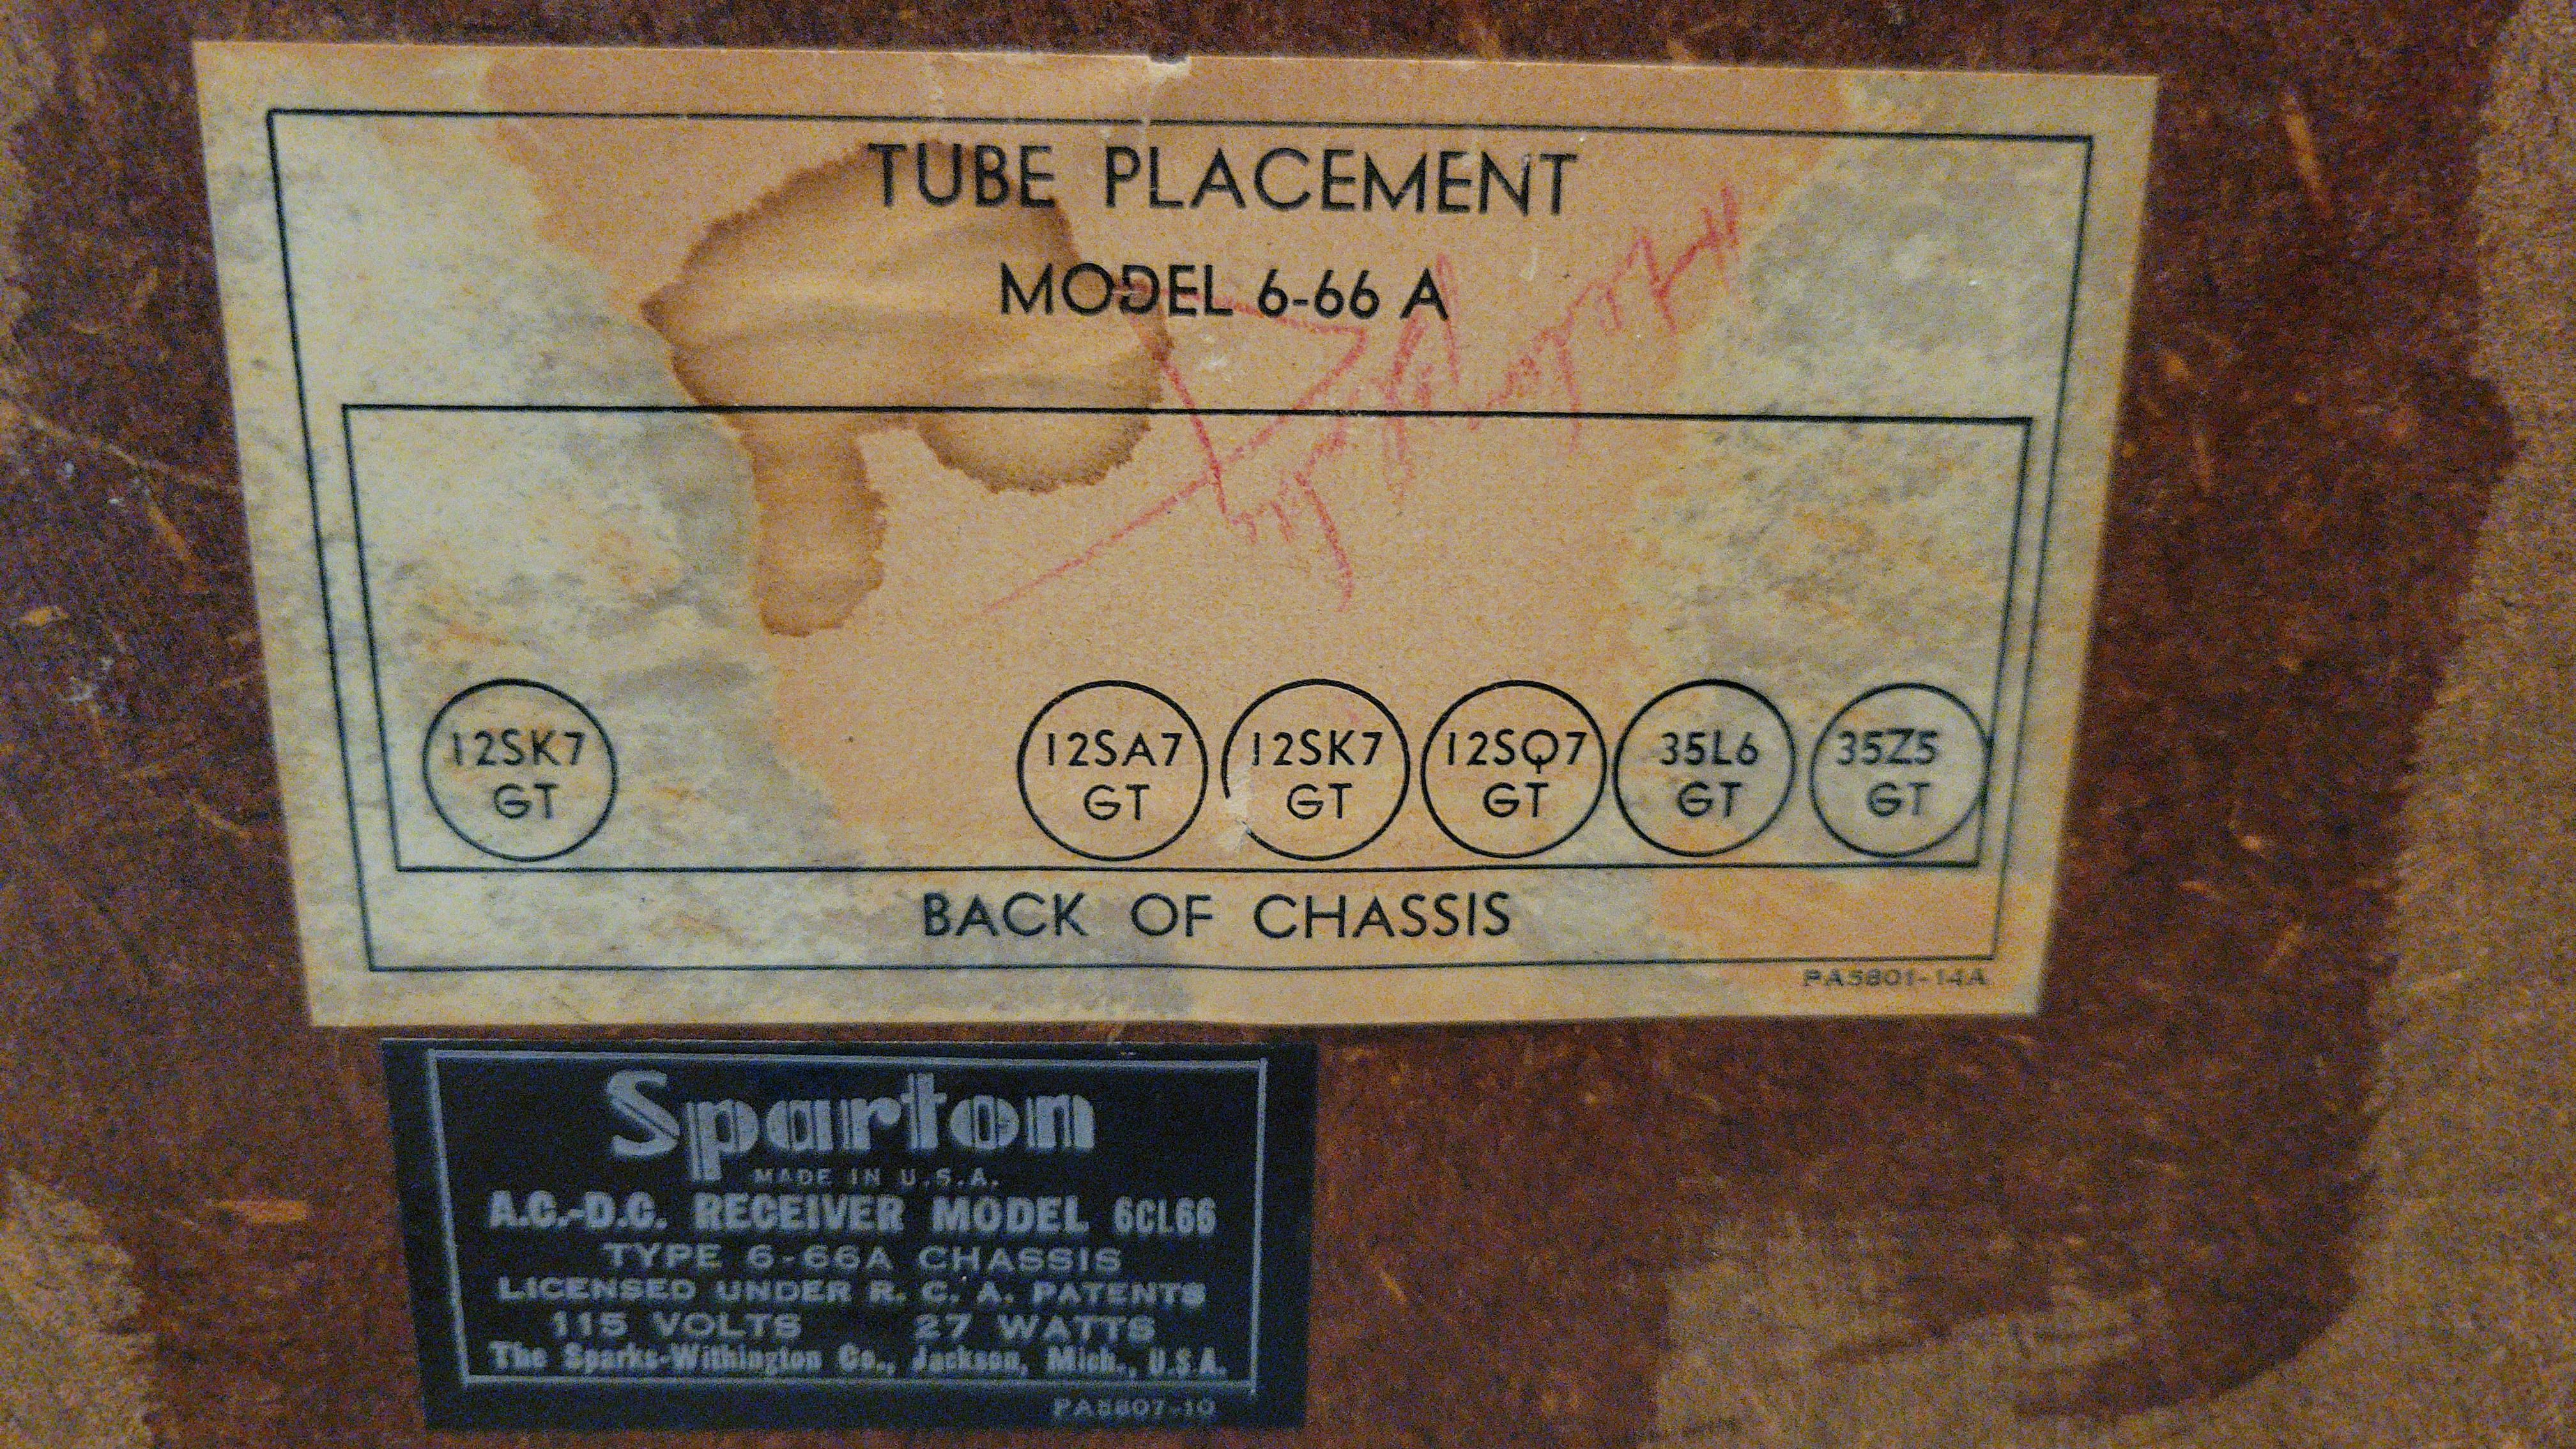 TUBE PLACEMENT
MODEL 6-66 A
12SK7 GT
12SA7 GT
12SK7 GT
12SQ7 GT
35L6 GT
35Z5 GT
BACK OF CHASSIS
PA5801-14A
Sparton
MADE IN U.S.A.
A.C.-D.C. RECEIVER MODEL 6CL66
TYPE 6-66A CHASSIS
LICENSED UNDER R. C. A. PATENTS
115 VOLTS 27 WATTS
The Sparks-Withington Co., Jackson, Mich., U.S.A.
PA5807-10